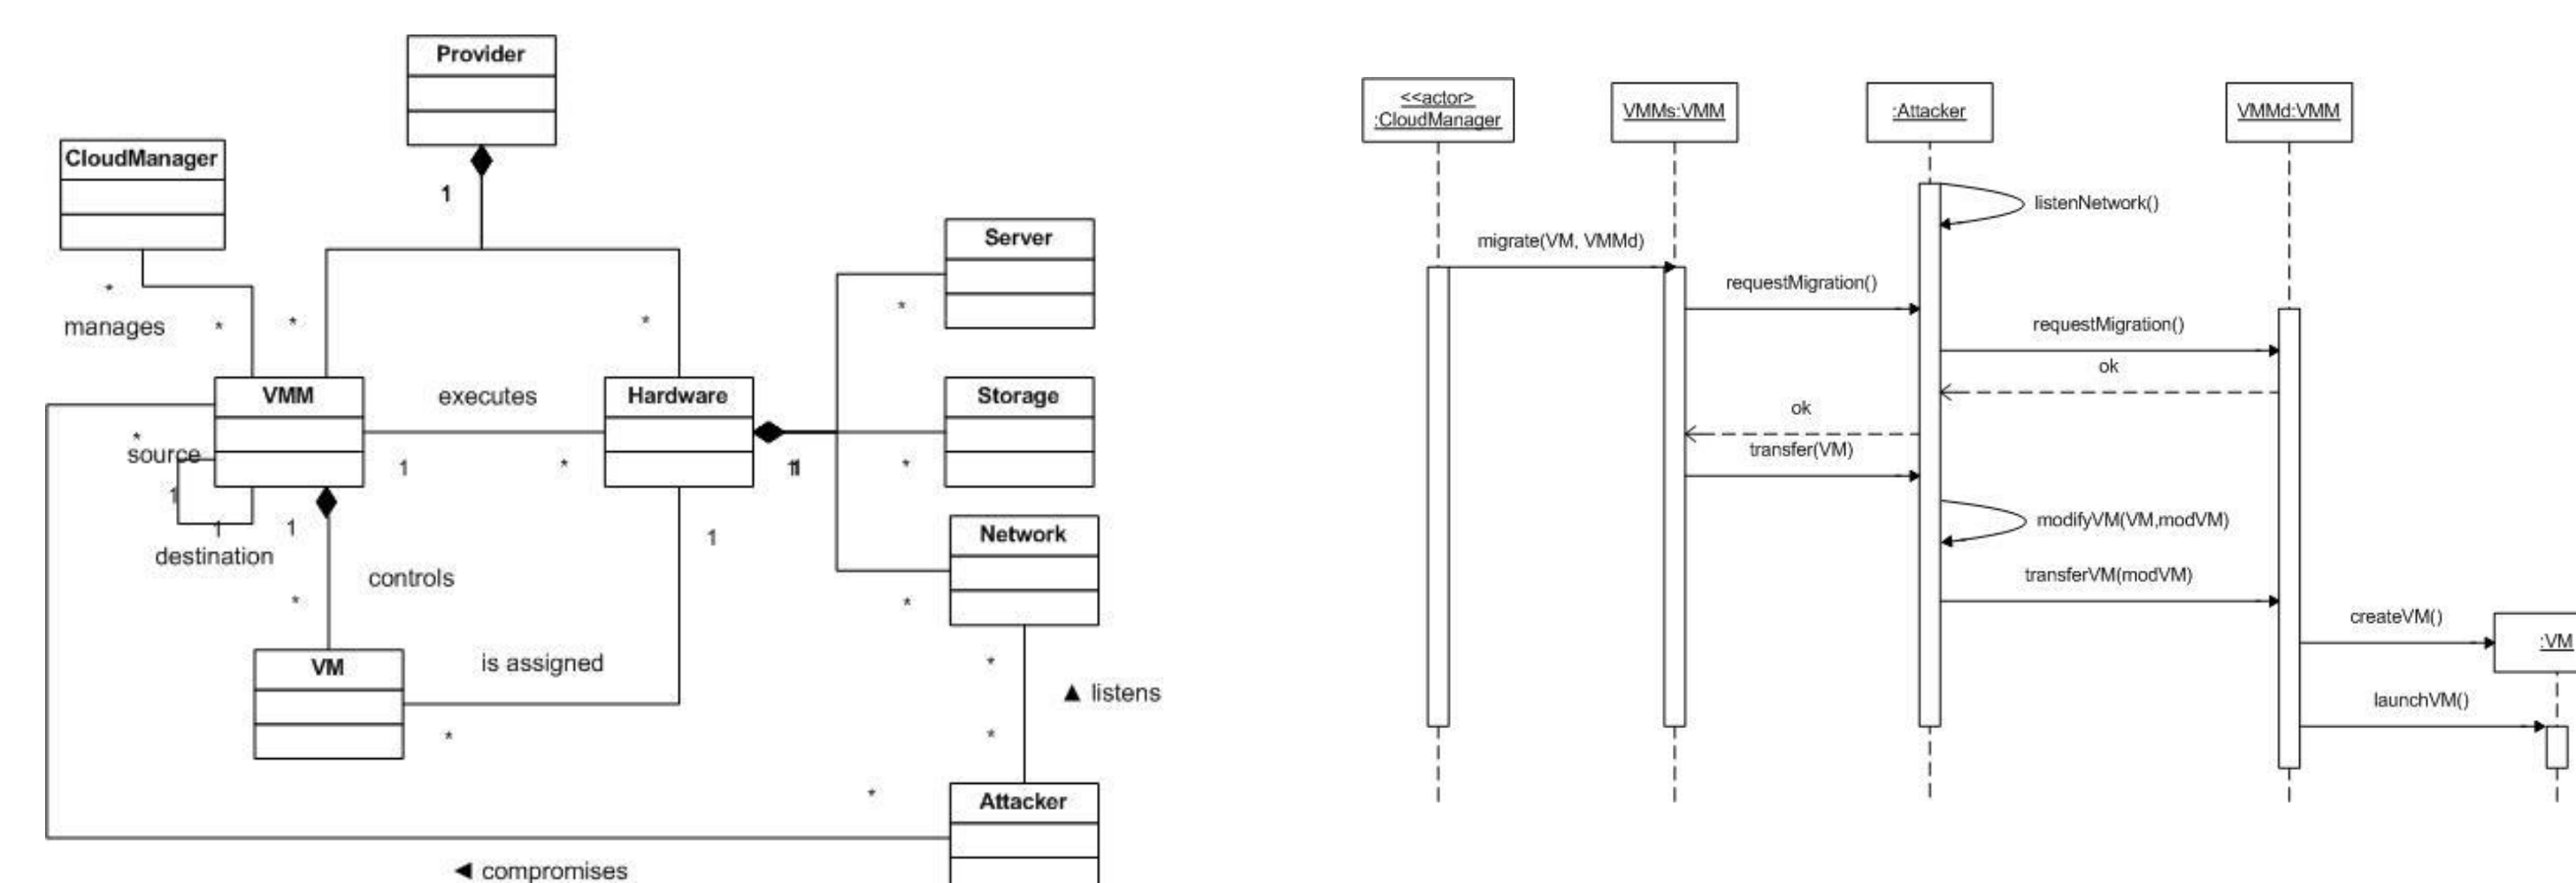 Provider
1
CloudManager
*
manages
*
*
*
Server
*
VMM
executes
Hardware
Storage
*
source
1
*
1
*
1
1
1
destination
1
Network
controls
*
*
VM
is assigned
*
*
*
▲ listens
*
Attacker
◄ compromises
<<actor>
:CloudManager
VMMs:VMM
:Attacker
VMMd:VMM
listenNetwork()
migrate(VM, VMMd)
requestMigration()
requestMigration()
ok
ok
transfer(VM)
modifyVM(VM,modVM)
transferVM(modVM)
createVM()
:VM
launchVM()